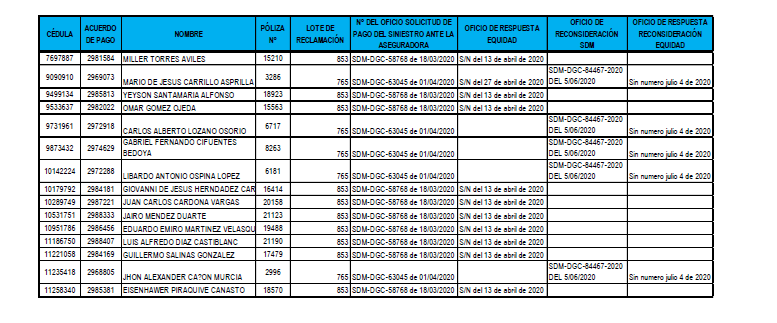 CÉDULA ACUERDO DE PAGO NOMBRE PÓLIZA Nº LOTE DE RECLAMACIÓN Nº DEL OFICIO SOLICITUD DE PAGO DEL SINIESTRO ANTE LA ASEGURADORA OFICIO DE RESPUESTA EQUIDAD OFICIO DE RECONSIDERACIÓN SDM OFICIO DE RESPUESTA RECONSIDERACIÓN EQUIDAD
7697887 2981584 MILLER TORRES AVILES 15210 853 SDM-DGC-58768 de 18/03/2020 S/N del 13 de abril de 2020
9090910 2969073 MARIO DE JESUS CARRILLO ASPRILLA 3286 765 SDM-DGC-63045 de 01/04/2020 S/N del 27 de abril de 2020 SDM-DGC-84467-2020 DEL 5/06/2020 Sin numero julio 4 de 2020
9499134 2985813 YEYSON SANTAMARIA ALFONSO 18923 853 SDM-DGC-58768 de 18/03/2020 S/N del 13 de abril de 2020
9533637 2982022 OMAR GOMEZ OJEDA 15563 853 SDM-DGC-58768 de 18/03/2020 S/N del 13 de abril de 2020
9731961 2972918 CARLOS ALBERTO LOZANO OSORIO 6717 765 SDM-DGC-63045 de 01/04/2020 SDM-DGC-84467-2020 DEL 5/06/2020 Sin numero julio 4 de 2020
9873432 2974629 GABRIEL FERNANDO CIFUENTES BEDOYA 8263 765 SDM-DGC-63045 de 01/04/2020 SDM-DGC-84467-2020 DEL 5/06/2020 Sin numero julio 4 de 2020
10142224 2972288 LIBARDO ANTONIO OSPINA LOPEZ 6181 765 SDM-DGC-63045 de 01/04/2020 SDM-DGC-84467-2020 DEL 5/06/2020 Sin numero julio 4 de 2020
10179792 2984181 GIOVANNI DE JESUS HERNDADEZ CAR 16414 853 SDM-DGC-58768 de 18/03/2020 S/N del 13 de abril de 2020
10289749 2987221 JUAN CARLOS CARDONA VARGAS 20158 853 SDM-DGC-58768 de 18/03/2020 S/N del 13 de abril de 2020
10531751 2988333 JAIRO MENDEZ DUARTE 21123 853 SDM-DGC-58768 de 18/03/2020 S/N del 13 de abril de 2020
10951786 2986456 EDUARDO EMIRO MARTINEZ VELASQU 19488 853 SDM-DGC-58768 de 18/03/2020 S/N del 13 de abril de 2020
11186750 2988407 LUIS ALFREDO DIAZ CASTIBLANC 21190 853 SDM-DGC-58768 de 18/03/2020 S/N del 13 de abril de 2020
11221058 2984169 GUILLERMO SALINAS GONZALEZ 17479 853 SDM-DGC-58768 de 18/03/2020 S/N del 13 de abril de 2020
11235418 2968805 JHON ALEXANDER CA?ON MURCIA 2996 765 SDM-DGC-63045 de 01/04/2020 SDM-DGC-84467-2020 DEL 5/06/2020 Sin numero julio 4 de 2020
11258340 2985381 EISENHAWER PIRAQUIVE CANASTO 18570 853 SDM-DGC-58768 de 18/03/2020 S/N del 13 de abril de 2020